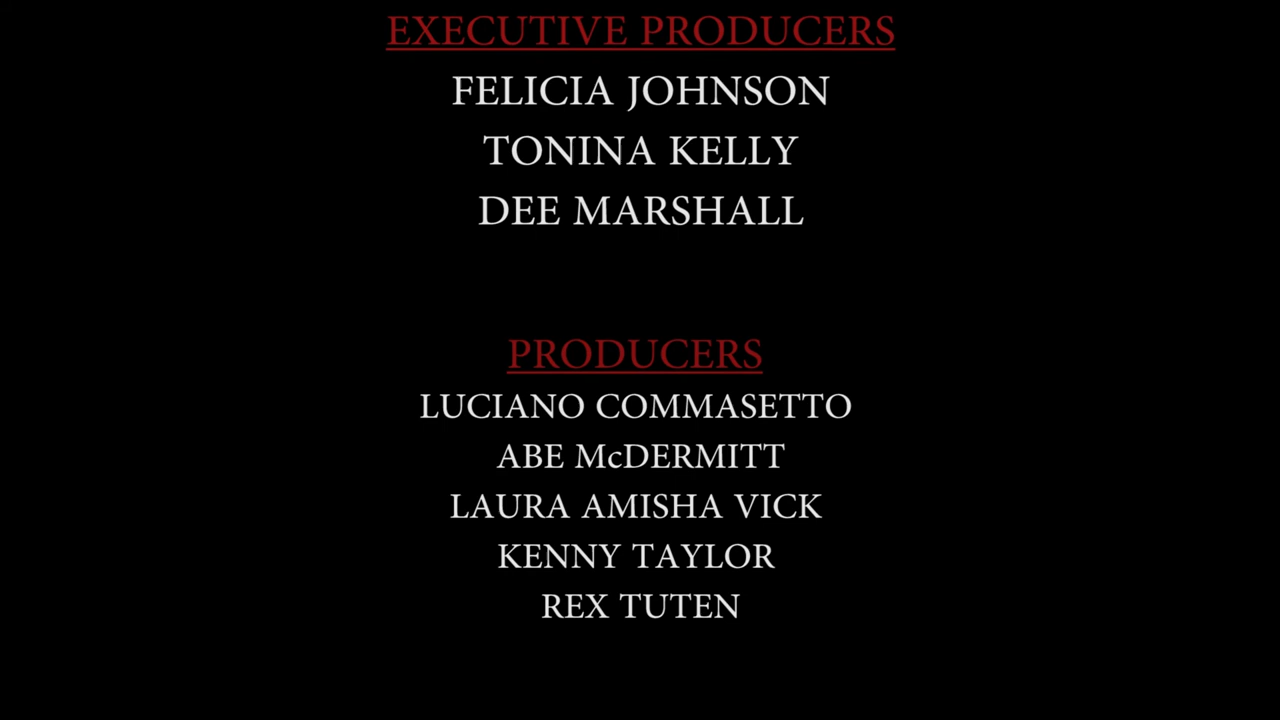 EXECUTIVE PRODUCERS
FELICIA JOHNSON
TONINA KELLY
DEE MARSHALL
PRODUCERS
LUCIANO COMMASETTO
ABE McDERMITT
LAURA AMISHA VICK
KENNY TAYLOR
REX TUTEN